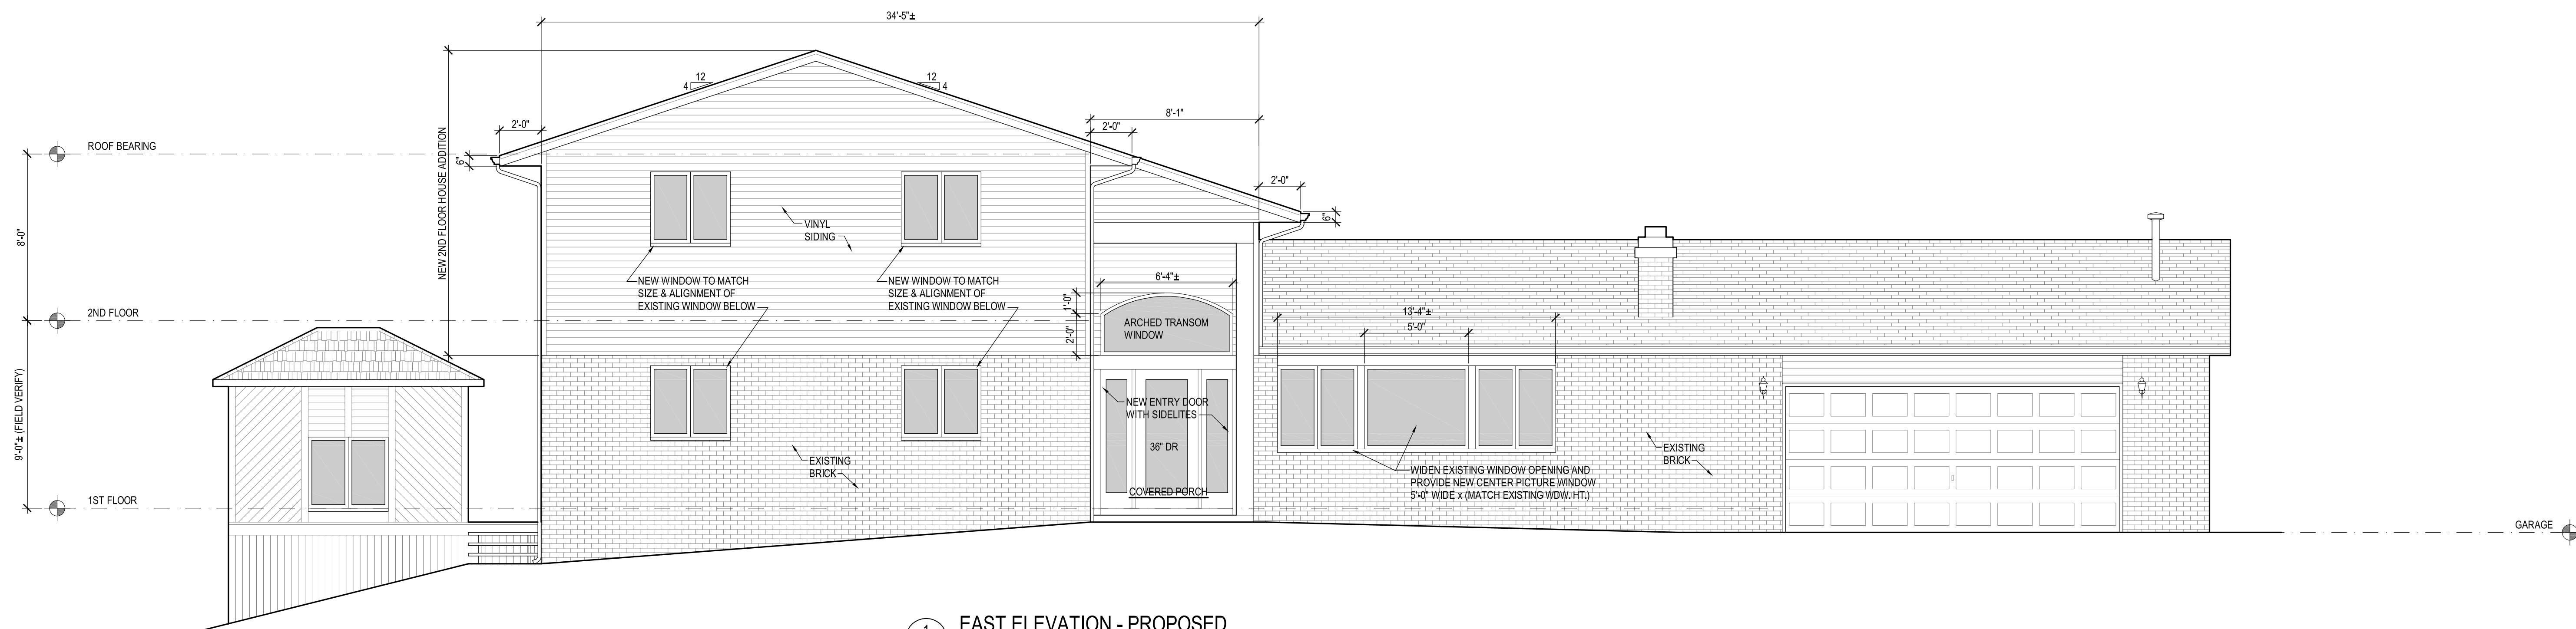 34'-5"±
12
4
12
4
8'-1"
2'-0"
2'-0"
ROOF BEARING
6"
2'-0"
6"
NEW 2ND FLOOR HOUSE ADDITION
8'-0"
VINYL
SIDING
NEW WINDOW TO MATCH
SIZE & ALIGNMENT OF
EXISTING WINDOW BELOW
NEW WINDOW TO MATCH
SIZE & ALIGNMENT OF
EXISTING WINDOW BELOW
6'-4"±
1'-0"
2'-0"
ARCHED TRANSOM
WINDOW
2ND FLOOR
13'-4"±
5'-0"
9'-0"± (FIELD VERIFY)
NEW ENTRY DOOR
WITH SIDELITES
36" DR
COVERED PORCH
EXISTING
BRICK
EXISTING
BRICK
WIDEN EXISTING WINDOW OPENING AND
PROVIDE NEW CENTER PICTURE WINDOW
5'-0" WIDE x (MATCH EXISTING WDW. HT.)
1ST FLOOR
GARAGE
1
EAST ELEVATION - PROPOSED